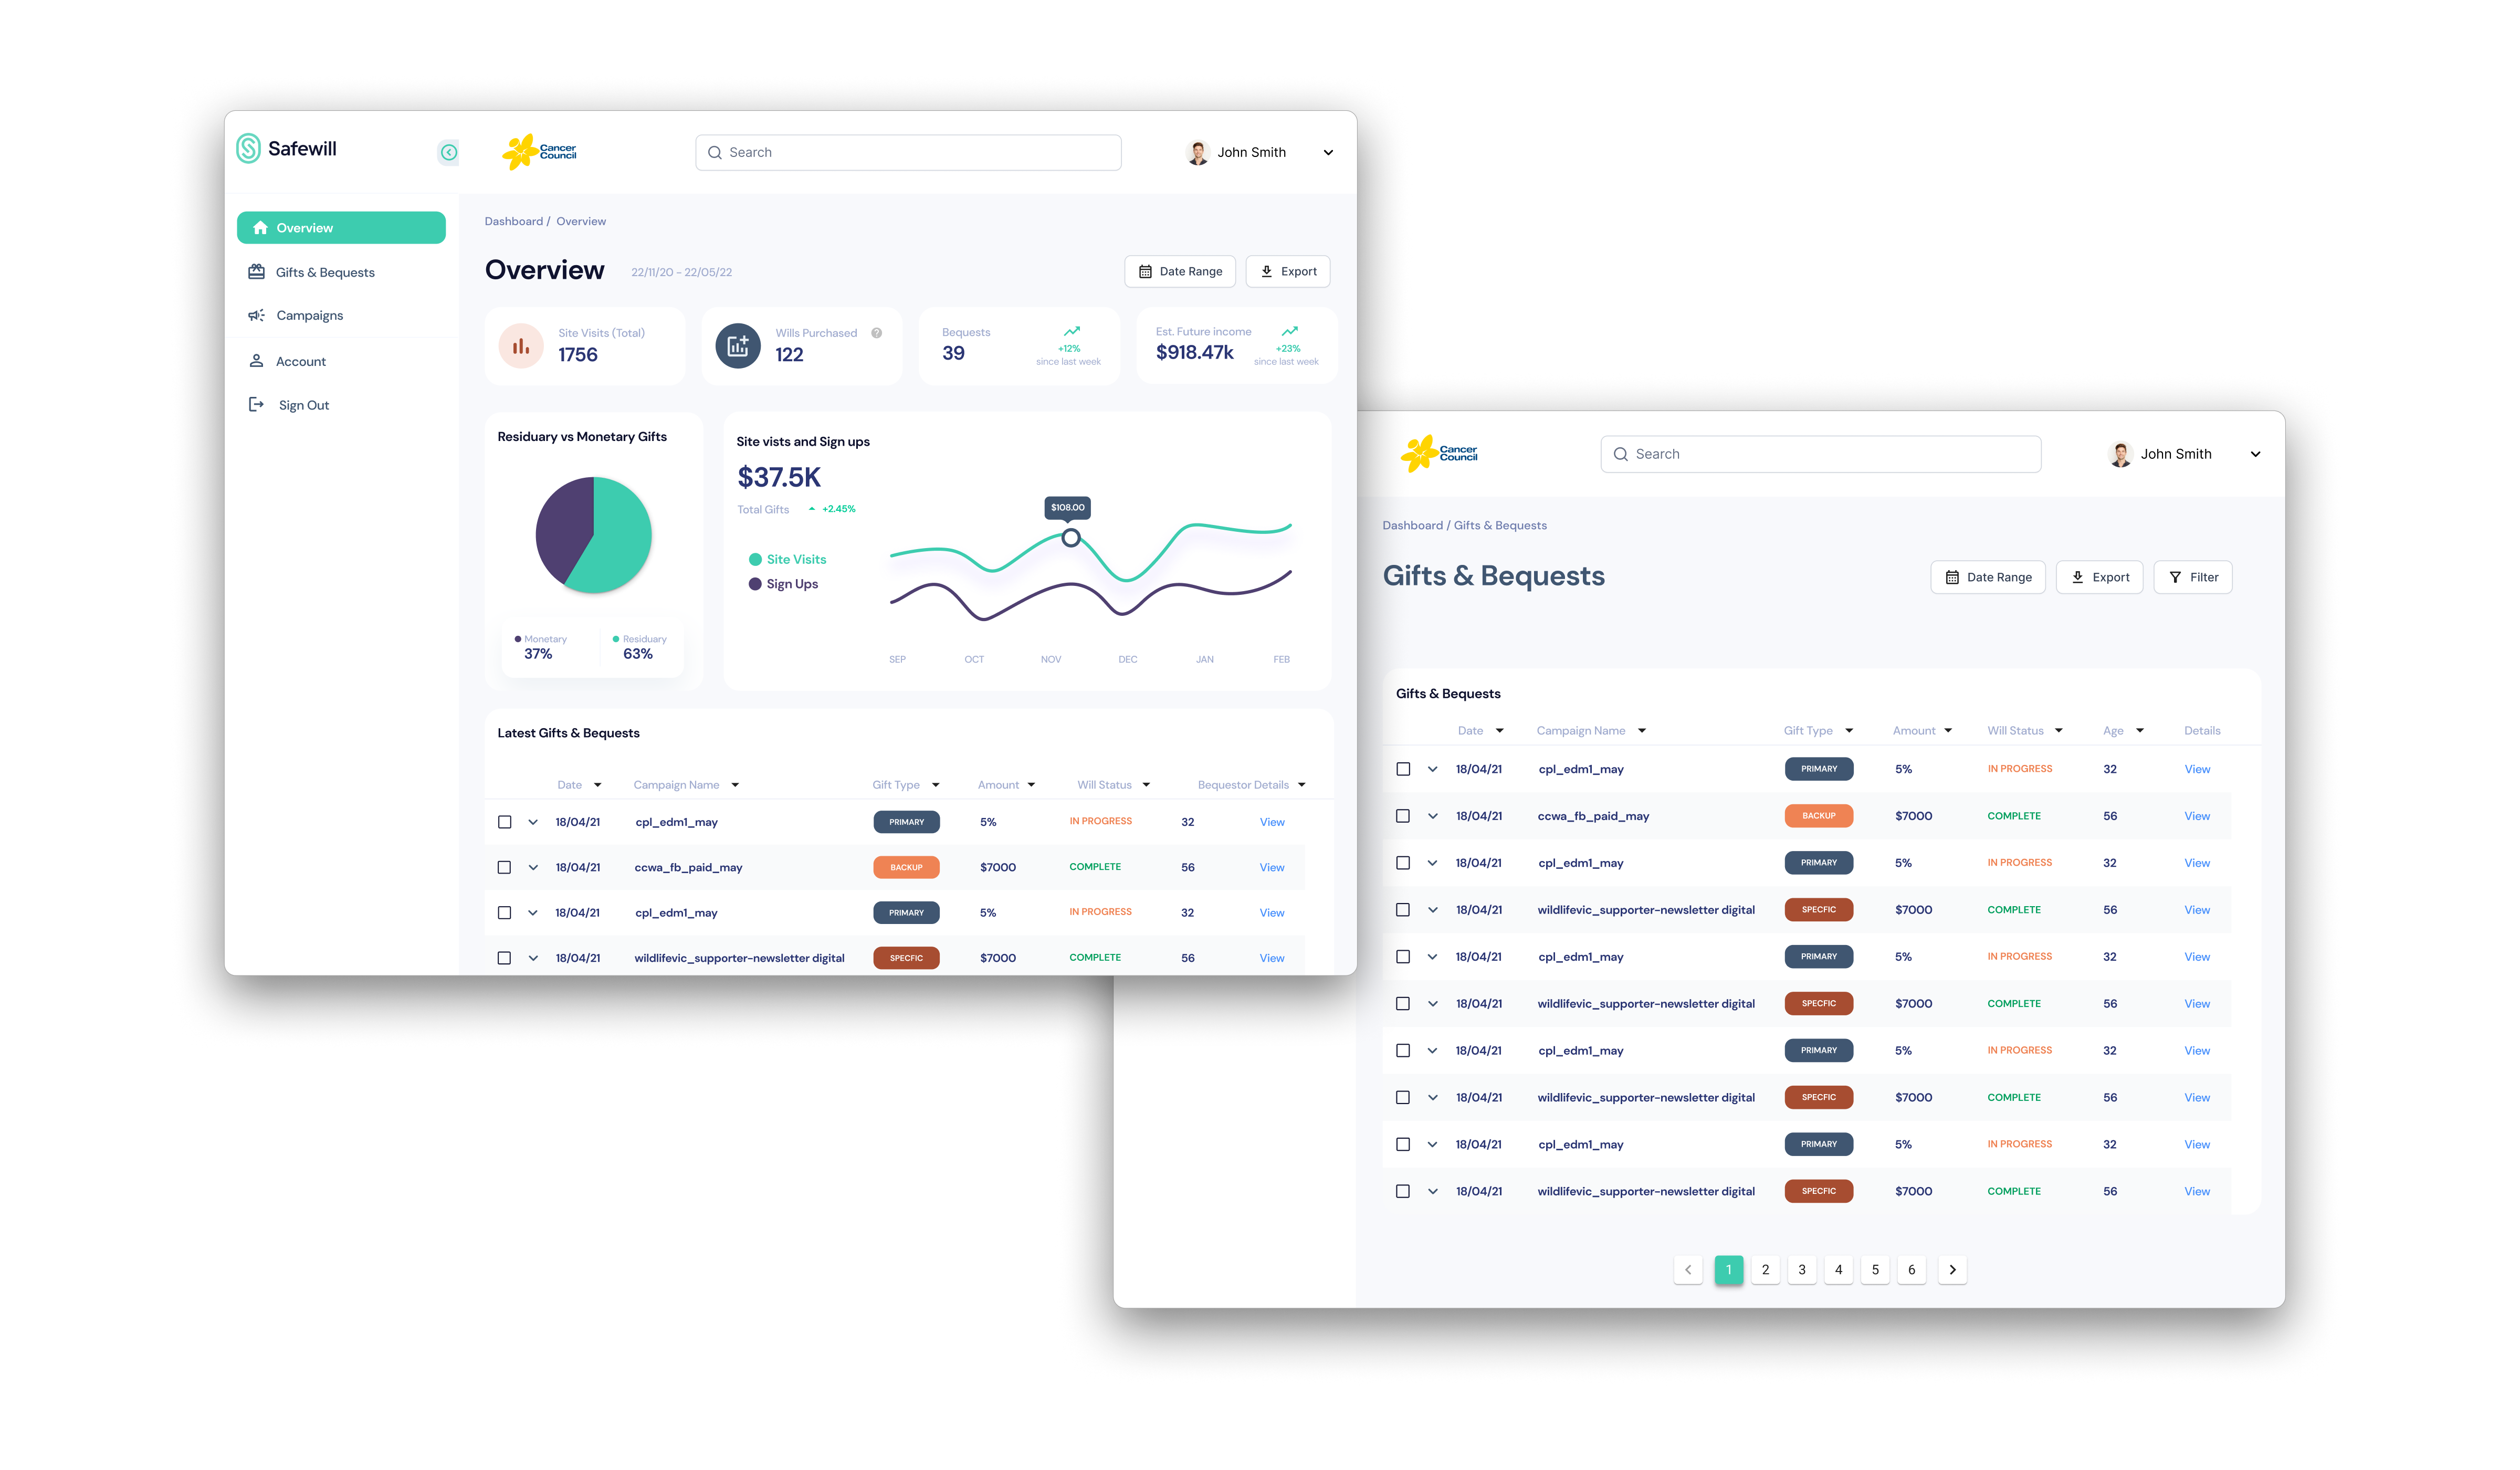 Safewill
Cancer
Council
Search
John Smith
Overview
Gifts & Bequests
Campaigns
Account
Sign Out
Dashboard / Overview
Overview 22/11/20 - 22/05/22
Date Range Export
Site Visits (Total)
1756
Wills Purchased ?
122
Bequests
39
+12%
since last week
Est. Future income
$918.47k
+23%
since last week
Residuary vs Monetary Gifts
Monetary
37%
Residuary
63%
Site vists and Sign ups
$37.5K
Total Gifts +2.45%
Site Visits
Sign Ups
$108.00
SEP OCT NOV DEC JAN FEB
Latest Gifts & Bequests
Date Campaign Name Gift Type Amount Will Status Bequestor Details
18/04/21 cpl_edm1_may PRIMARY 5% IN PROGRESS 32 View
18/04/21 ccwa_fb_paid_may BACKUP $7000 COMPLETE 56 View
18/04/21 cpl_edm1_may PRIMARY 5% IN PROGRESS 32 View
18/04/21 wildlifevic_supporter-newsletter digital SPECFIC $7000 COMPLETE 56 View
Cancer
Council
Search
John Smith
Dashboard / Gifts & Bequests
Gifts & Bequests
Date Range Export Filter
Gifts & Bequests
Date Campaign Name Gift Type Amount Will Status Age Details
18/04/21 cpl_edm1_may PRIMARY 5% IN PROGRESS 32 View
18/04/21 ccwa_fb_paid_may BACKUP $7000 COMPLETE 56 View
18/04/21 cpl_edm1_may PRIMARY 5% IN PROGRESS 32 View
18/04/21 wildlifevic_supporter-newsletter digital SPECFIC $7000 COMPLETE 56 View
18/04/21 cpl_edm1_may PRIMARY 5% IN PROGRESS 32 View
18/04/21 wildlifevic_supporter-newsletter digital SPECFIC $7000 COMPLETE 56 View
18/04/21 cpl_edm1_may PRIMARY 5% IN PROGRESS 32 View
18/04/21 wildlifevic_supporter-newsletter digital SPECFIC $7000 COMPLETE 56 View
18/04/21 cpl_edm1_may PRIMARY 5% IN PROGRESS 32 View
18/04/21 wildlifevic_supporter-newsletter digital SPECFIC $7000 COMPLETE 56 View
1 2 3 4 5 6